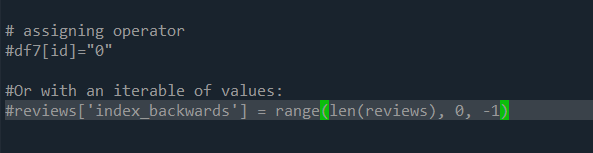 # assigning operator
#df7[id]="0"
#Or with an iterable of values:
#reviews['index_backwards'] = range(len(reviews), 0, -1)